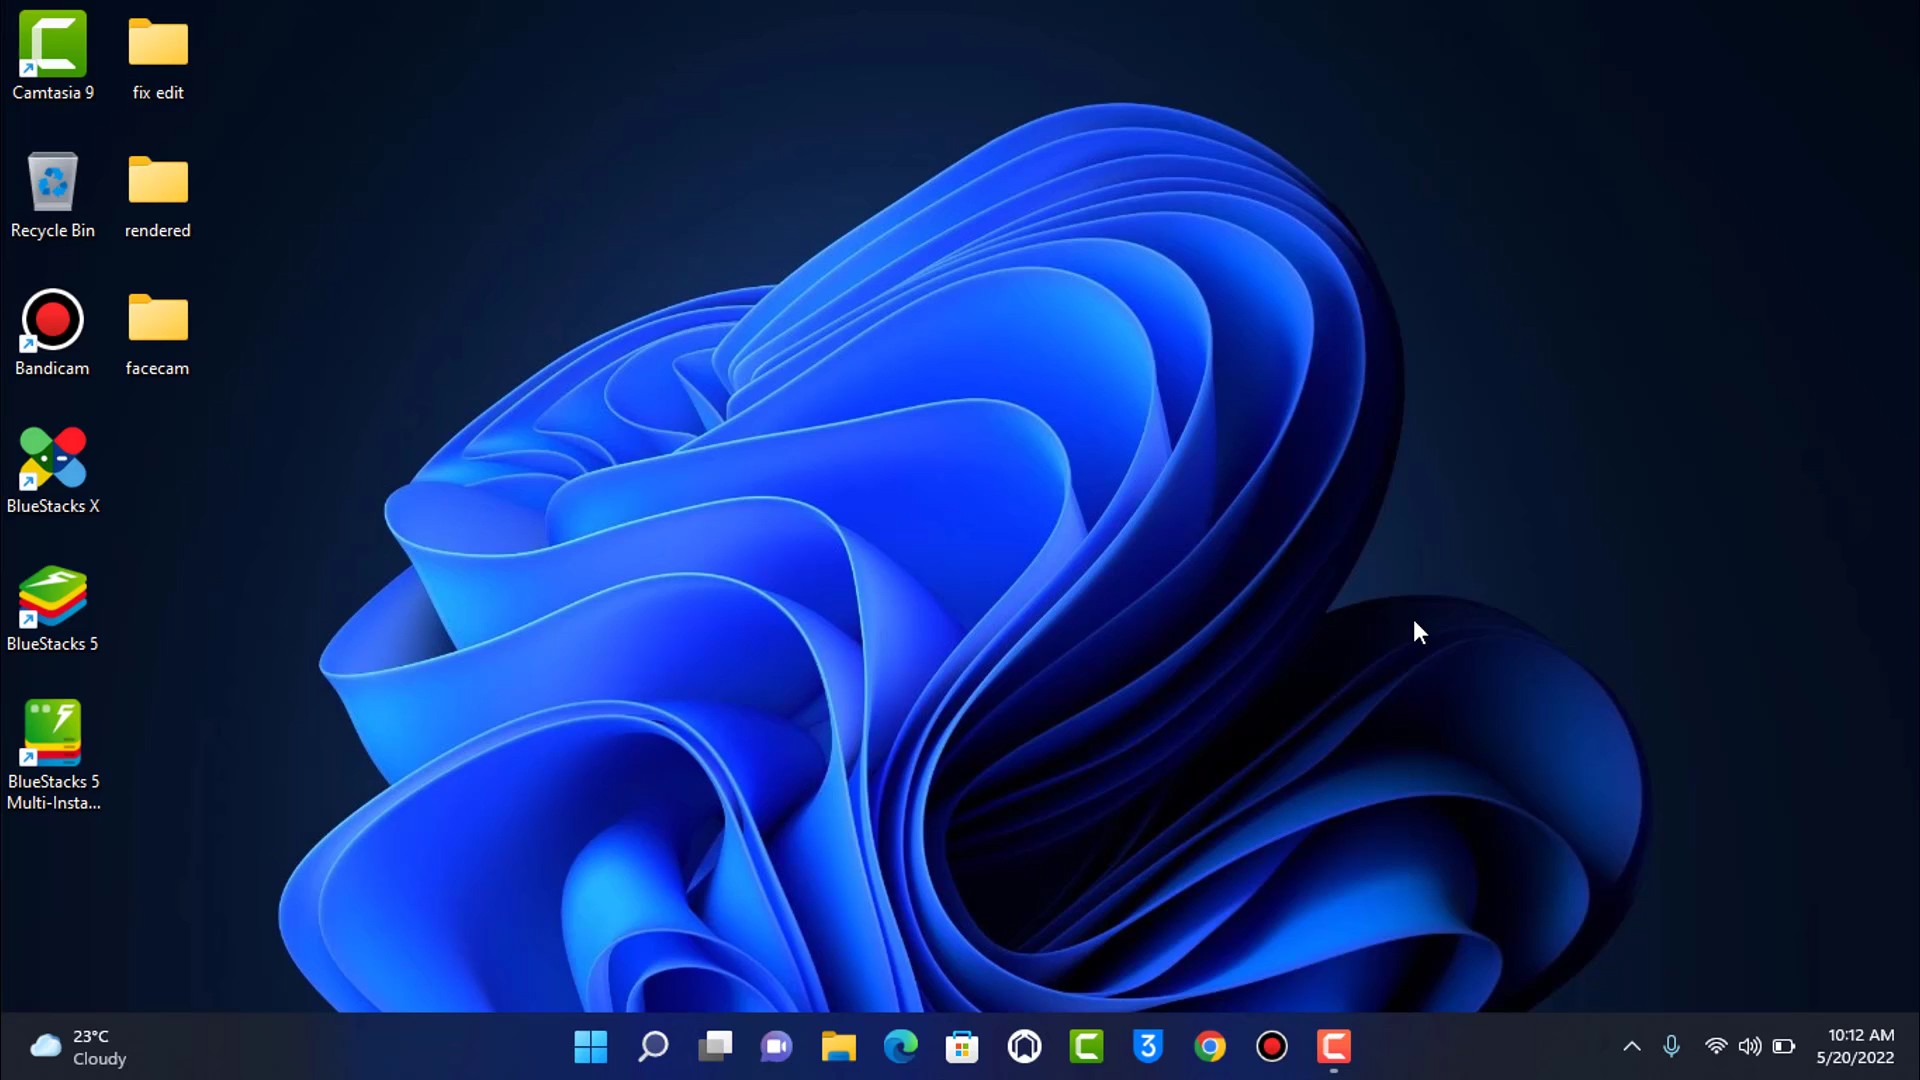 Camtasia 9
fix edit
Recycle Bin
rendered
Bandicam
facecam
BlueStacks X
BlueStacks 5
BlueStacks 5
Multi-Insta...
23°C
Cloudy
3
10:12 AM
5/20/2022